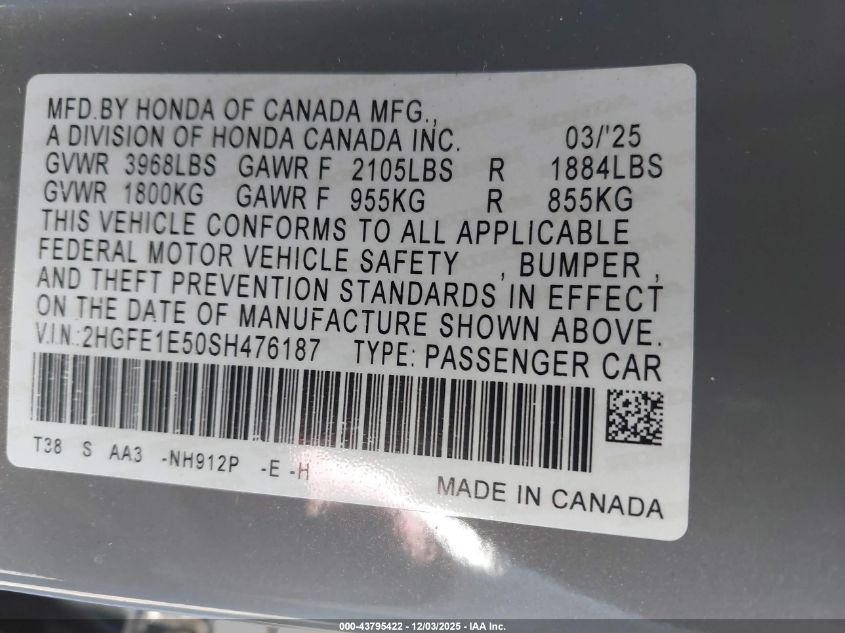 MFD.BY HONDA OF CANADA MFG.,
A DIVISION OF HONDA CANADA INC. 03/'25
GVWR 3968LBS GAWR F 2105LBS R 1884LBS
GVWR 1800KG GAWR F 955KG R 855KG
THIS VEHICLE CONFORMS TO ALL APPLICABLE
FEDERAL MOTOR VEHICLE SAFETY , BUMPER ,
AND THEFT PREVENTION STANDARDS IN EFFECT
ON THE DATE OF MANUFACTURE SHOWN ABOVE.
V.I.N.:2HGFE1E50SH476187 TYPE: PASSENGER CAR
T38 S AA3 -NH912P -E -H
MADE IN CANADA
000-43795422 - 12/03/2025 - IAA Inc.